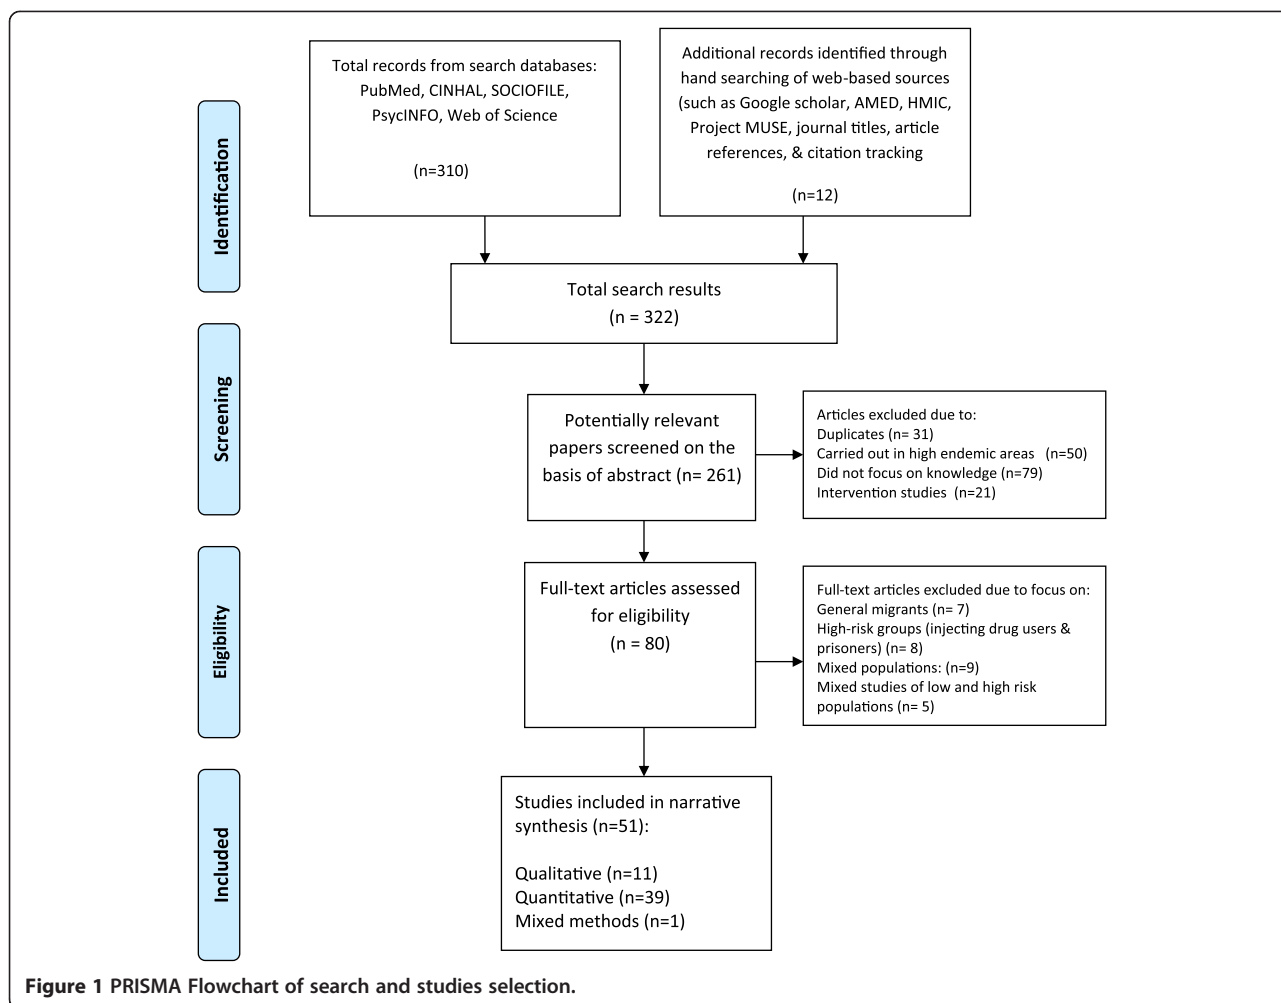 Total records from search databases:
PubMed, CINHAL, SOCIOFILE,
PsycINFO, Web of Science
(n=310)
Additional records identified through
hand searching of web-based sources
(such as Google scholar, AMED, HMIC,
Project MUSE, journal titles, article
references, & citation tracking
(n=12)
Identification
Total search results
(n = 322)
Screening
Potentially relevant
papers screened on the
basis of abstract (n= 261)
Articles excluded due to:
Duplicates (n= 31)
Carried out in high endemic areas (n=50)
Did not focus on knowledge (n=79)
Intervention studies (n=21)
Eligibility
Full-text articles assessed
for eligibility
(n = 80)
Full-text articles excluded due to focus on:
General migrants (n= 7)
High-risk groups (injecting drug users &
prisoners) (n= 8)
Mixed populations: (n=9)
Mixed studies of low and high risk
populations (n= 5)
Included
Studies included in narrative
synthesis (n=51):
Qualitative (n=11)
Quantitative (n=39)
Mixed methods (n=1)
Figure 1 PRISMA Flowchart of search and studies selection.